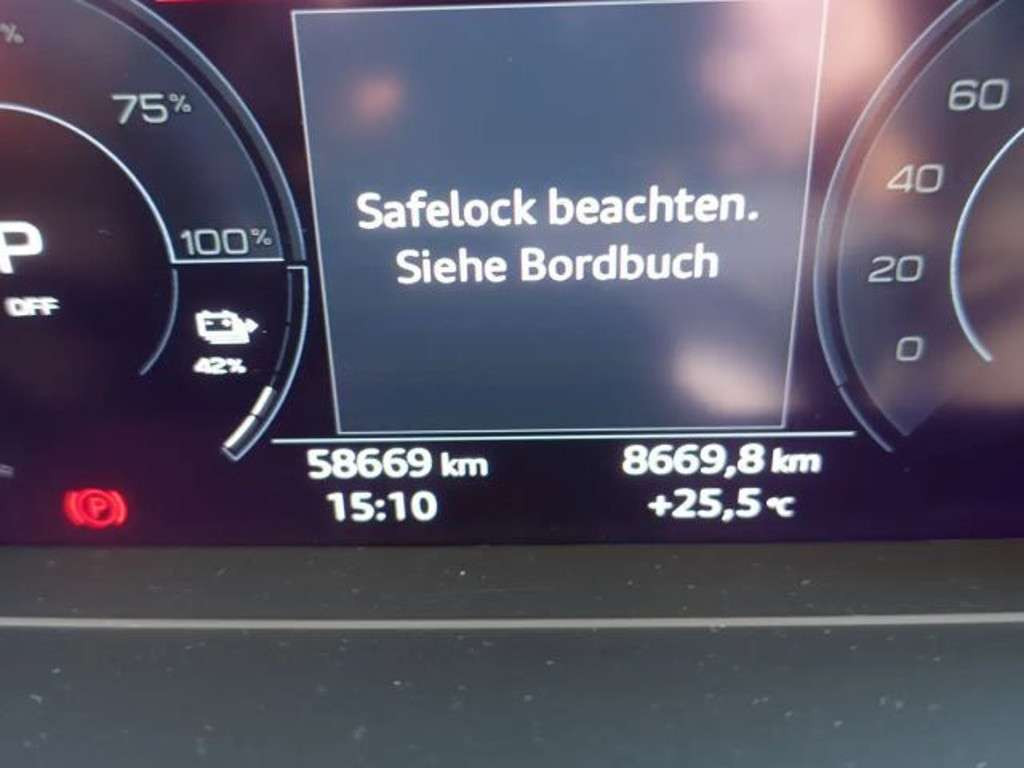 %
75%
60
Safelock beachten.
40
P
100%
Siehe Bordbuch
20
OFF
42%
0
58669 km
8669,8 km
P
15:10
+25,5°C